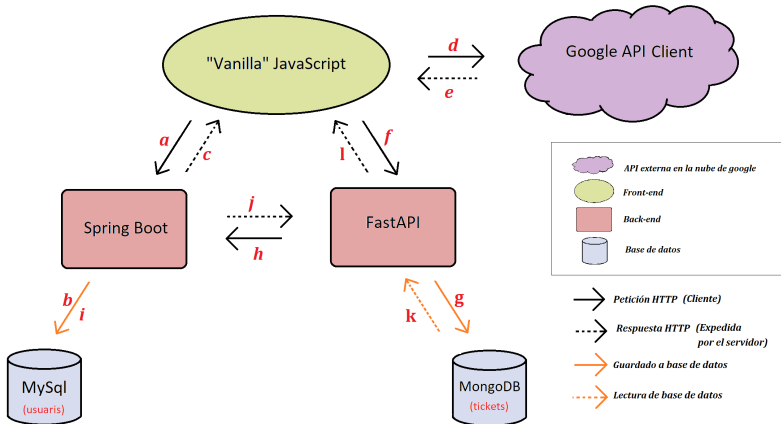 d
"Vanilla" JavaScript
Google API Client
e
a
c
l
f
API externa en la nube de google
Front-end
Spring Boot
j
FastAPI
Back-end
h
Base de datos
b
i
k
g
Petición HTTP (Cliente)
Respuesta HTTP (Expedida
por el servidor)
Guardado a base de datos
MySql
(usuaris)
MongoDB
(tickets)
Lectura de base de datos